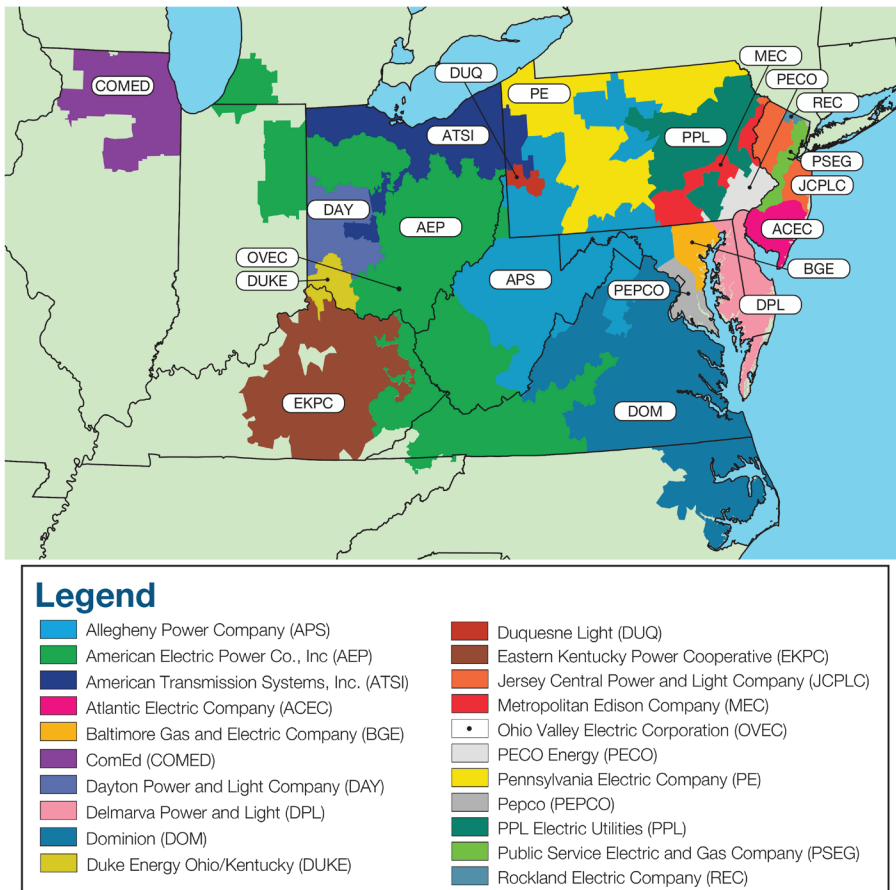 MEC
DUQ
PECO
COMED
PE
REC
ATSI
PPL
PSEG
JCPLC
DAY
AEP
ACEC
OVEC
BGE
DUKE
APS
PEPCO
DPL
EKPC
DOM
Legend
Allegheny Power Company (APS)
American Electric Power Co., Inc (AEP)
American Transmission Systems, Inc. (ATSI)
Atlantic Electric Company (ACEC)
Baltimore Gas and Electric Company (BGE)
ComEd (COMED)
Dayton Power and Light Company (DAY)
Delmarva Power and Light (DPL)
Dominion (DOM)
Duke Energy Ohio/Kentucky (DUKE)
Duquesne Light (DUQ)
Eastern Kentucky Power Cooperative (EKPC)
Jersey Central Power and Light Company (JCPLC)
Metropolitan Edison Company (MEC)
Ohio Valley Electric Corporation (OVEC)
PECO Energy (PECO)
Pennsylvania Electric Company (PE)
Pepco (PEPCO)
PPL Electric Utilities (PPL)
Public Service Electric and Gas Company (PSEG)
Rockland Electric Company (REC)